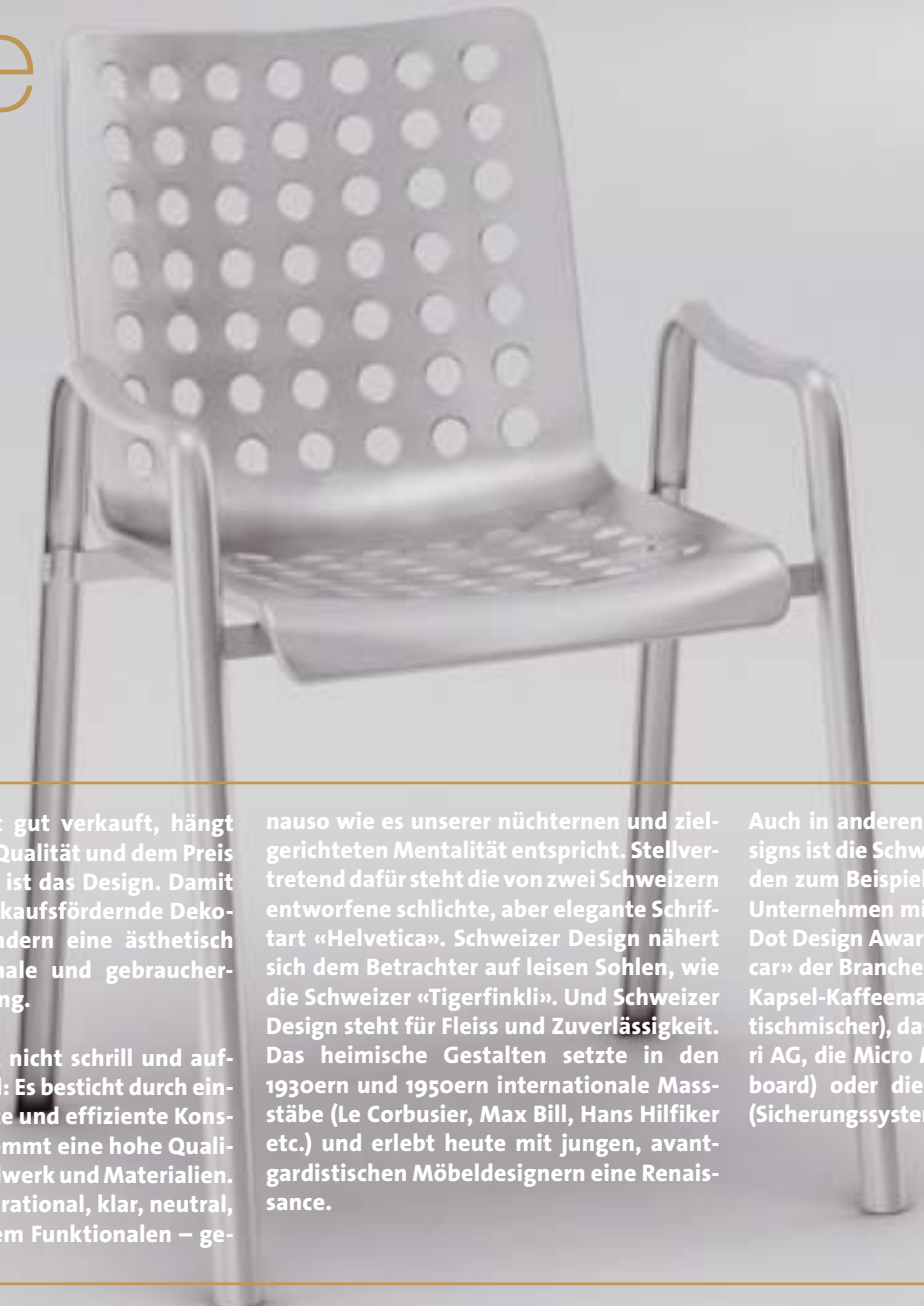 e
gut verkauft, hängt
Qualität und dem Preis
ist das Design. Damit
kaufsfördernde Deko-
ndern eine ästhetisch
nale und gebraucher-
ng.
nicht schrill und auf-
: Es besticht durch ein-
e und effiziente Kons-
mmt eine hohe Quali-
werk und Materialien.
rational, klar, neutral,
em Funktionalen – ge-
nauso wie es unserer nüchternen und ziel-
gerichteten Mentalität entspricht. Stellver-
tretend dafür steht die von zwei Schweizern
entworfene schlichte, aber elegante Schrif-
tart «Helvetica». Schweizer Design nähert
sich dem Betrachter auf leisen Sohlen, wie
die Schweizer «Tigerfinkli». Und Schweizer
Design steht für Fleiss und Zuverlässigkeit.
Das heimische Gestalten setzte in den
1930ern und 1950ern internationale Mass-
stäbe (Le Corbusier, Max Bill, Hans Hilfiker
etc.) und erlebt heute mit jungen, avant-
gardistischen Möbeldesignern eine Renais-
sance.
Auch in anderen
signs ist die Schw
den zum Beispiel
Unternehmen mi
Dot Design Awar
car» der Branche
Kapsel-Kaffeema
tischmischer), da
ri AG, die Micro M
board) oder die
(Sicherungssyste